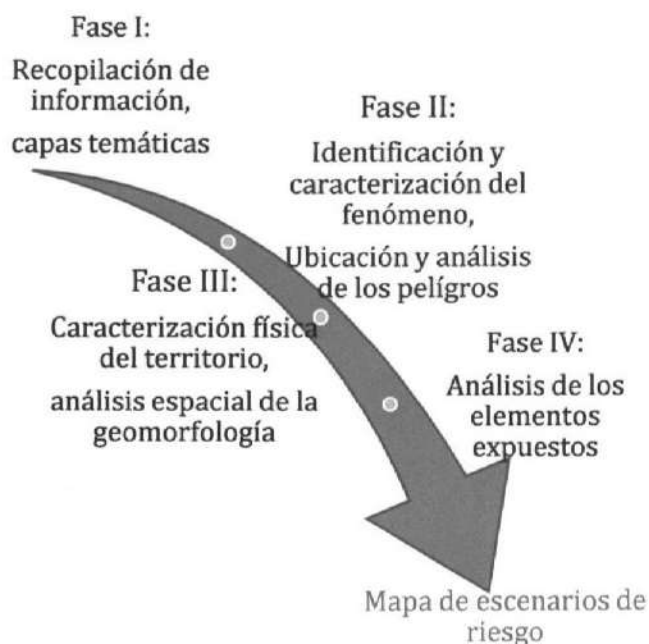 Fase I:
Recopilación de
información,
capas temáticas
Fase II:
Identificación y
caracterización del
fenómeno,
Ubicación y análisis
de los pelígros
Fase III:
Caracterización física
del territorio,
análisis espacial de la
geomorfología
Fase IV:
Análisis de los
elementos
expuestos
Mapa de escenarios de
riesgo